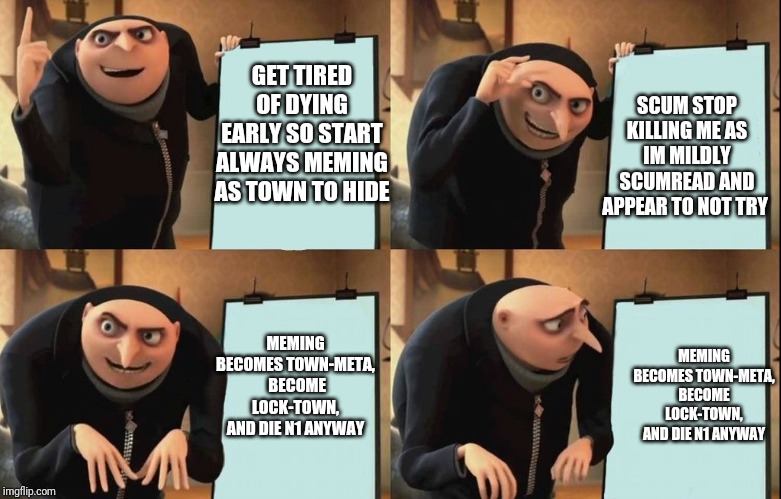 GET TIRED
OF DYING
EARLY SO START
ALWAYS MEMING
AS TOWN TO HIDE
SCUM STOP
KILLING ME AS
IM MILDLY
SCUMREAD AND
APPEAR TO NOT TRY
MEMING
BECOMES TOWN-META,
BECOME
LOCK-TOWN,
AND DIE N1 ANYWAY
MEMING
BECOMES TOWN-META,
BECOME
LOCK-TOWN,
AND DIE N1 ANYWAY
imgflip.com